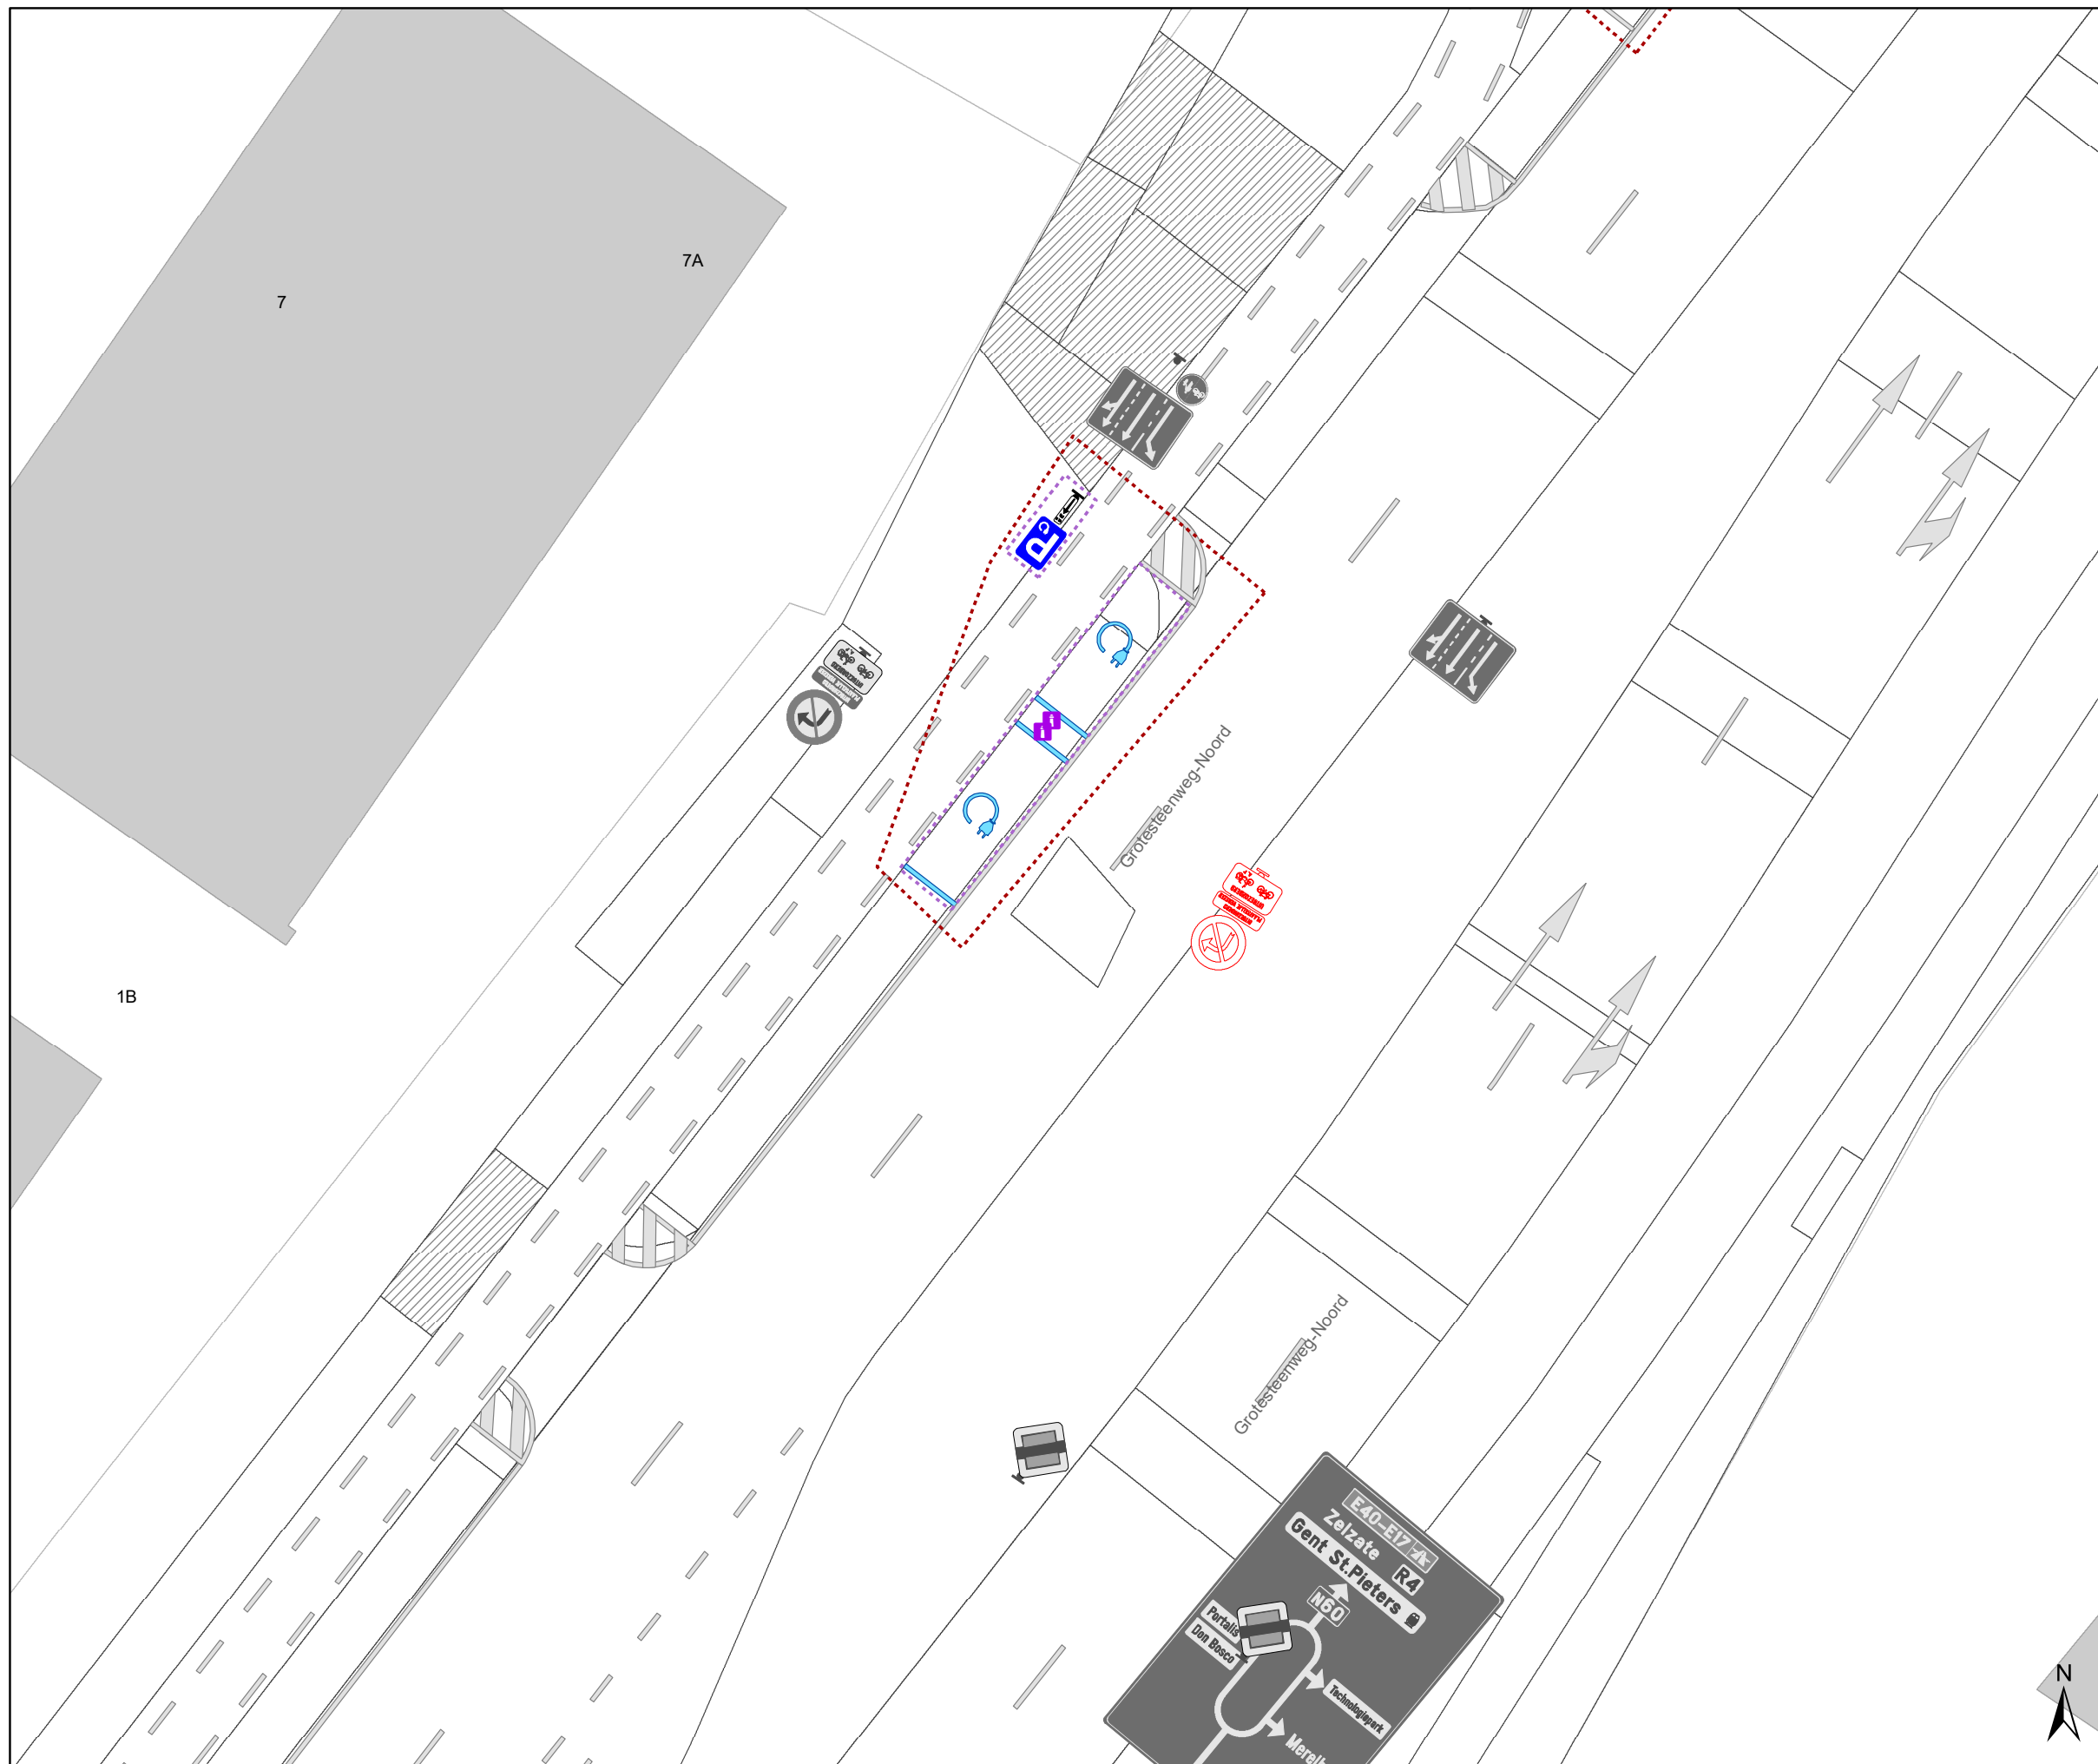 7A
7
P
Grotesteenweg-Noord
1B
Grotesteenweg-Noord
E40-E17
Zelzate R4
Gent St.Pieters
N60
Portalis
Don Bosco
Technologiepark
N